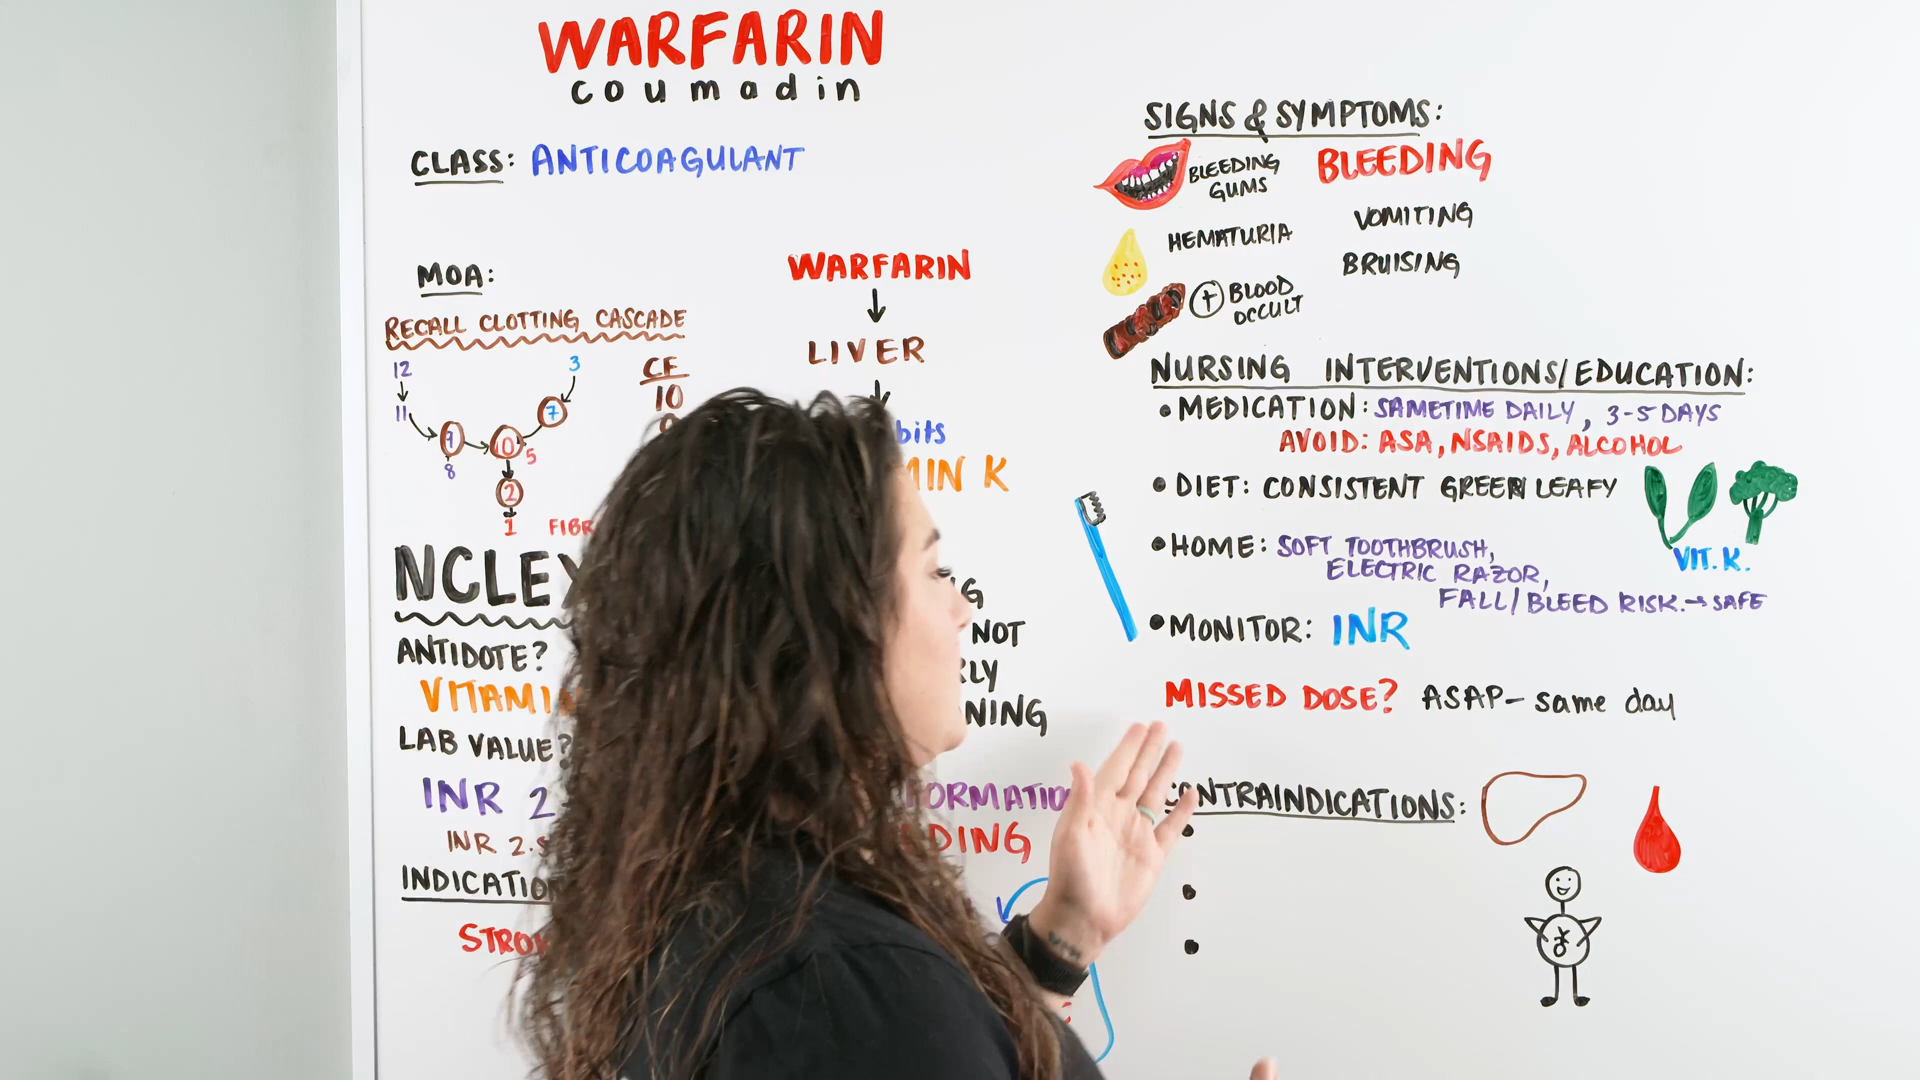 WARFARIN
coumadin
CLASS: ANTICOAGULANT
MOA:
RECALL CLOTTING CASCADE
12
3
11
7
9
10
8
5
2
1
CF
10
WARFARIN
LIVER
K
NCLEX
ANTIDOTE?
LAB VALUE?
INR
INR
NOT
SIGNS & SYMPTOMS:
BLEEDING GUMS
BLEEDING
VOMITING
HEMATURIA
BRUISING
+ BLOOD OCCULT
NURSING INTERVENTIONS/EDUCATION:
• MEDICATION: SAMETIME DAILY, 3-5 DAYS
AVOID: ASA, NSAIDS, ALCOHOL
• DIET: CONSISTENT GREEN LEAFY
VIT. K.
• HOME: SOFT TOOTHBRUSH,
ELECTRIC RAZOR,
FALL/BLEED RISK.→SAFE
• MONITOR: INR
MISSED DOSE? ASAP- same day
CONTRAINDICATIONS: